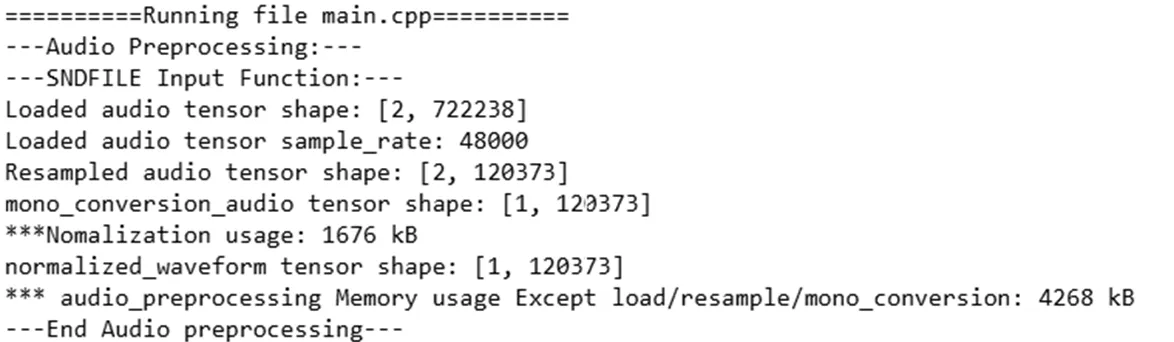 ==========Running file main.cpp==========
---Audio Preprocessing:---
---SNDFILE Input Function:---
Loaded audio tensor shape: [2, 722238]
Loaded audio tensor sample_rate: 48000
Resampled audio tensor shape: [2, 120373]
mono_conversion_audio tensor shape: [1, 120373]
***Nomalization usage: 1676 kB
normalized_waveform tensor shape: [1, 120373]
*** audio_preprocessing Memory usage Except load/resample/mono_conversion: 4268 kB
---End Audio preprocessing---